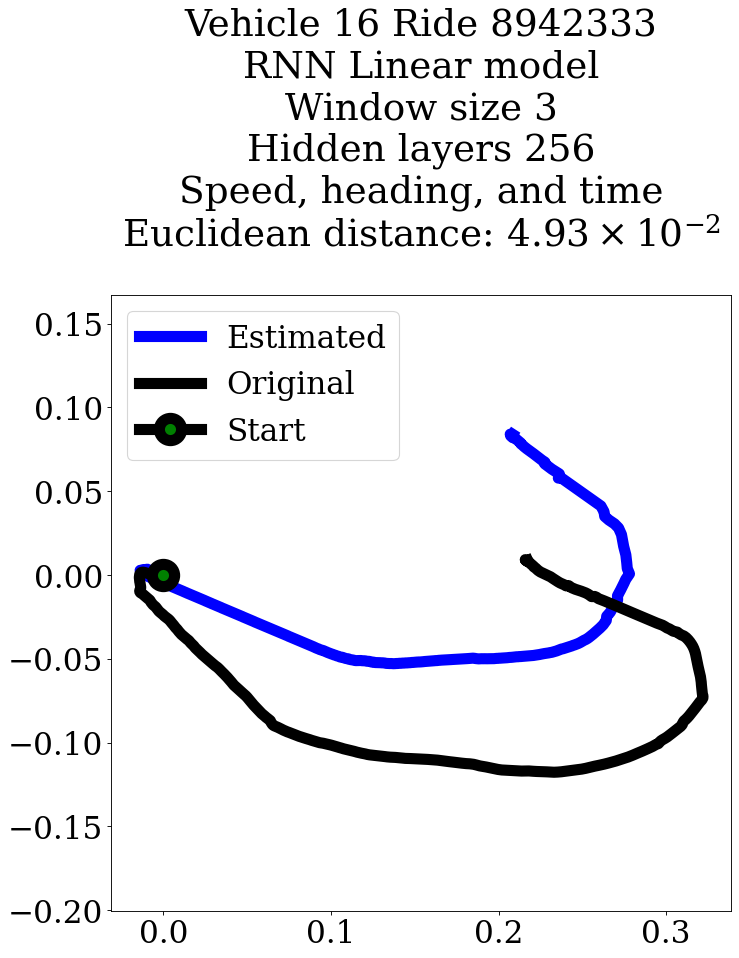 Vehicle 16 Ride 8942333
RNN Linear model
Window size 3
Hidden layers 256
Speed, heading, and time
Euclidean distance: 4.93 × 10⁻²
Estimated
Original
Start
0.15
0.10
0.05
0.00
−0.05
−0.10
−0.15
−0.20
0.0 0.1 0.2 0.3